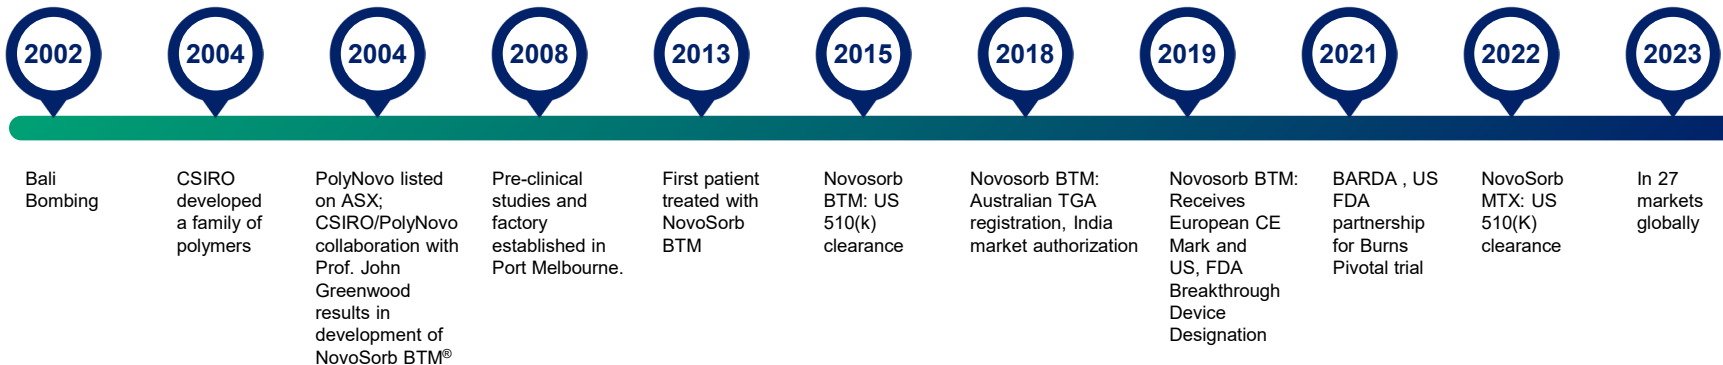 2002
2004
2004
2008
2013
2015
2018
2019
2021
2022
2023
Bali
Bombing
CSIRO
developed
a family of
polymers
PolyNovo listed
on ASX;
CSIRO/PolyNovo
collaboration with
Prof. John
Greenwood
results in
development of
NovoSorb BTM®
Pre-clinical
studies and
factory
established in
Port Melbourne.
First patient
treated with
NovoSorb
BTM
Novosorb
BTM: US
510(k)
clearance
Novosorb BTM:
Australian TGA
registration, India
market authorization
Novosorb BTM:
Receives
European CE
Mark and
US, FDA
Breakthrough
Device
Designation
BARDA , US
FDA
partnership
for Burns
Pivotal trial
NovoSorb
MTX: US
510(K)
clearance
In 27
markets
globally